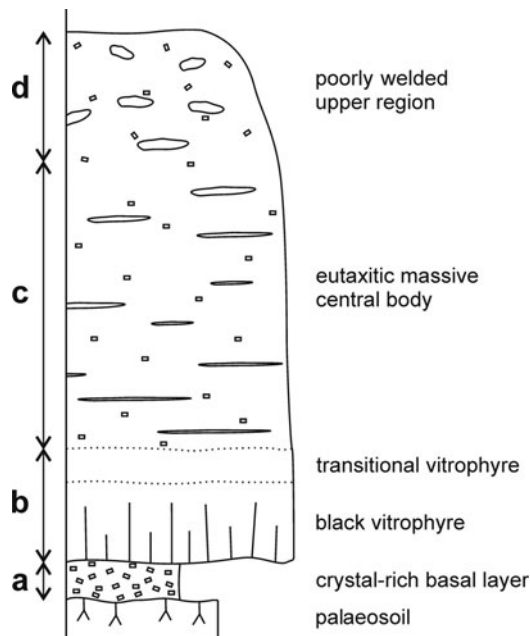 d
poorly welded
upper region
c
eutaxitic massive
central body
transitional vitrophyre
b
black vitrophyre
a
crystal-rich basal layer
palaeosoil